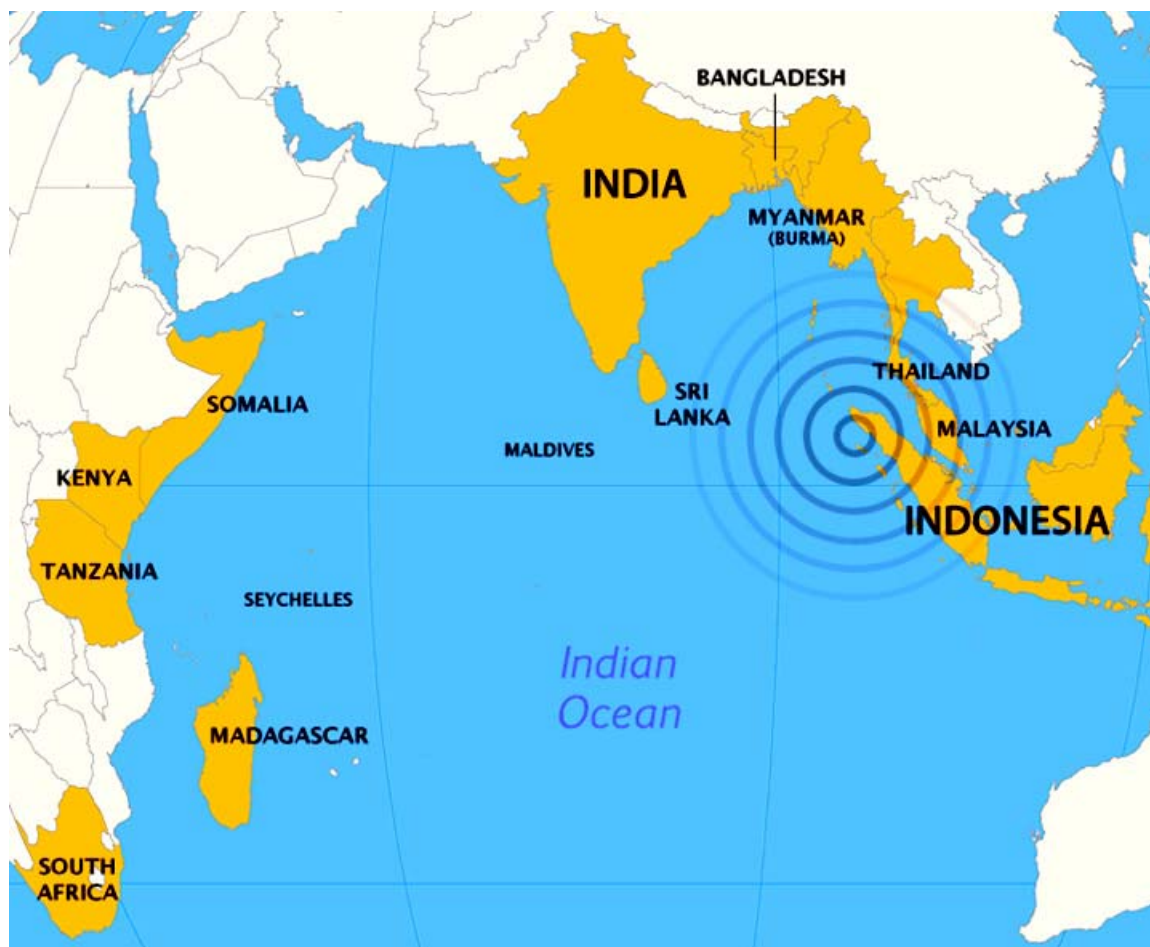 BANGLADESH
INDIA
MYANMAR
(BURMA)
THAILAND
SRI
LANKA
SOMALIA
MALAYSIA
MALDIVES
KENYA
INDONESIA
TANZANIA
SEYCHELLES
Indian
Ocean
MADAGASCAR
SOUTH
AFRICA